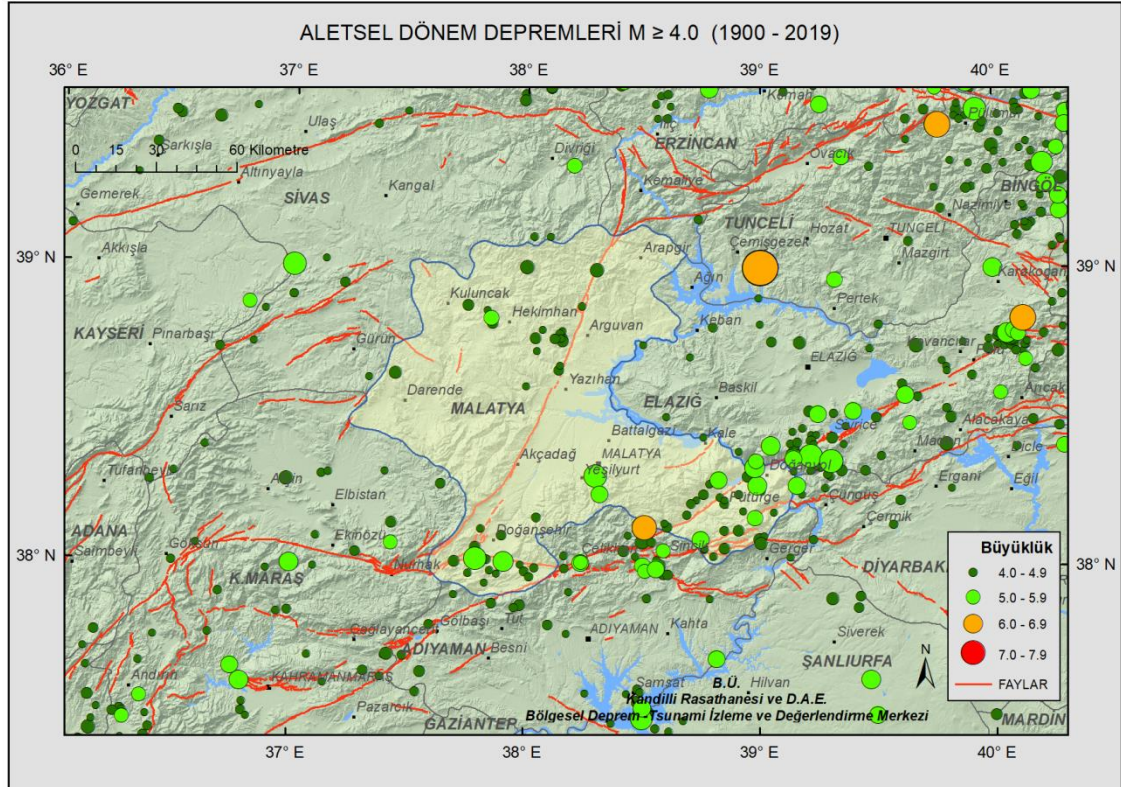 ALETSEL DÖNEM DEPREMLERİ M ≥ 4.0 (1900 - 2019)
36° E 37° E 38° E 39° E 40° E
YOZGAT
Kemah
Ulaş
Şarkışla
0 15 30 60 Kilometre
İliç
ERZİNCAN
Divriği
Ovacık
Altınyayla
Kangal
Kemaliye
BİNGÖL
Gemerek
SİVAS
Nazimiye
TUNCELİ
Hozat
TUNCELİ
Akkışla
Arapgir
Çemişgezek
Mazgirt
39° N
39° N
Ağın
Karakoçan
Kuluncak
Hekimhan
Pertek
KAYSERİ
Pınarbaşı
Arguvan
Keban
Gürün
Kovancılar
Palu
ELAZIĞ
Yazıhan
Darende
MALATYA
ELAZIĞ
Baskil
Sarız
Alacakaya
Battalgazi
Kale
Sivrice
Maden
Dicle
Akçadağ
MALATYA
Yeşilyurt
Doğanyol
Tufanbeyli
Afşin
Elbistan
Pütürge
Ergani
Eğil
Çüngüş
Çermik
ADANA
Ekinözü
Doğanşehir
Saimbeyli
Göksun
Çelikhan
Sincik
Gerger
38° N
38° N
K.MARAŞ
Nurhak
DİYARBAKI
Büyüklük
4.0 - 4.9
5.0 - 5.9
6.0 - 6.9
7.0 - 7.9
FAYLAR
Çağlayancerit
Gölbaşı
Tut
ADIYAMAN
Kahta
Siverek
ADIYAMAN
Besni
ŞANLIURFA
N
Andırın
KAHRAMANMARAŞ
Samsat
B.Ü.
Hilvan
Kandilli Rasathanesi ve D.A.E.
Pazarcık
GAZİANTEP
Bölgesel Deprem -Tsunami İzleme ve Değerlendirme Merkezi
MARDİN
37° E 38° E 39° E 40° E